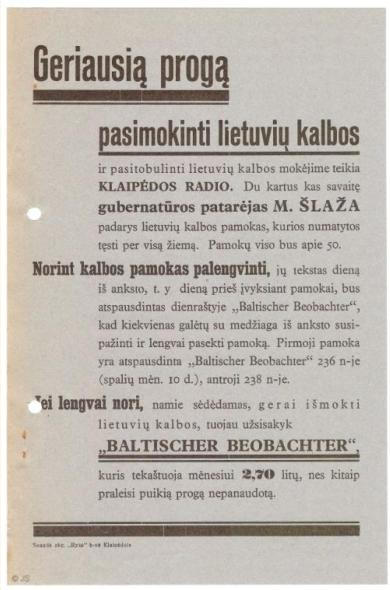 Geriausią progą
pasimokinti lietuvių kalbos
ir pasitobulinti lietuvių kalbos mokėjime teikia
KLAIPĖDOS RADIO. Du kartus kas savaitę
gubernatūros patarėjas M. ŠLAŽA
padarys lietuvių kalbos pamokas, kurios numatytos
tęsti per visą žiemą. Pamokų viso bus apie 50.
Norint kalbos pamokas palengvinti, jų tekstas dieną
iš anksto, t. y dieną prieš įvyksiant pamokai, bus
atspausdintas dienraštyje „Baltischer Beobachter“,
kad kiekvienas galėtų su medžiaga iš anksto susi-
pažinti ir lengvai pasekti pamoką. Pirmoji pamoka
yra atspausdinta „Baltischer Beobachter“ 236 n-je
(spalių mėn. 10 d.), antroji 238 n-je.
Jei lengvai nori, namie sėdėdamas, gerai išmokti
lietuvių kalbos, tuojau užsisakyk
„BALTISCHER BEOBACHTER“,
kuris tekaštuoja mėnesiui 2,70 litų, nes kitaip
praleisi puikią progą nepanaudotą.
„Ryto“ b-vė Klaipėdoje
© JS